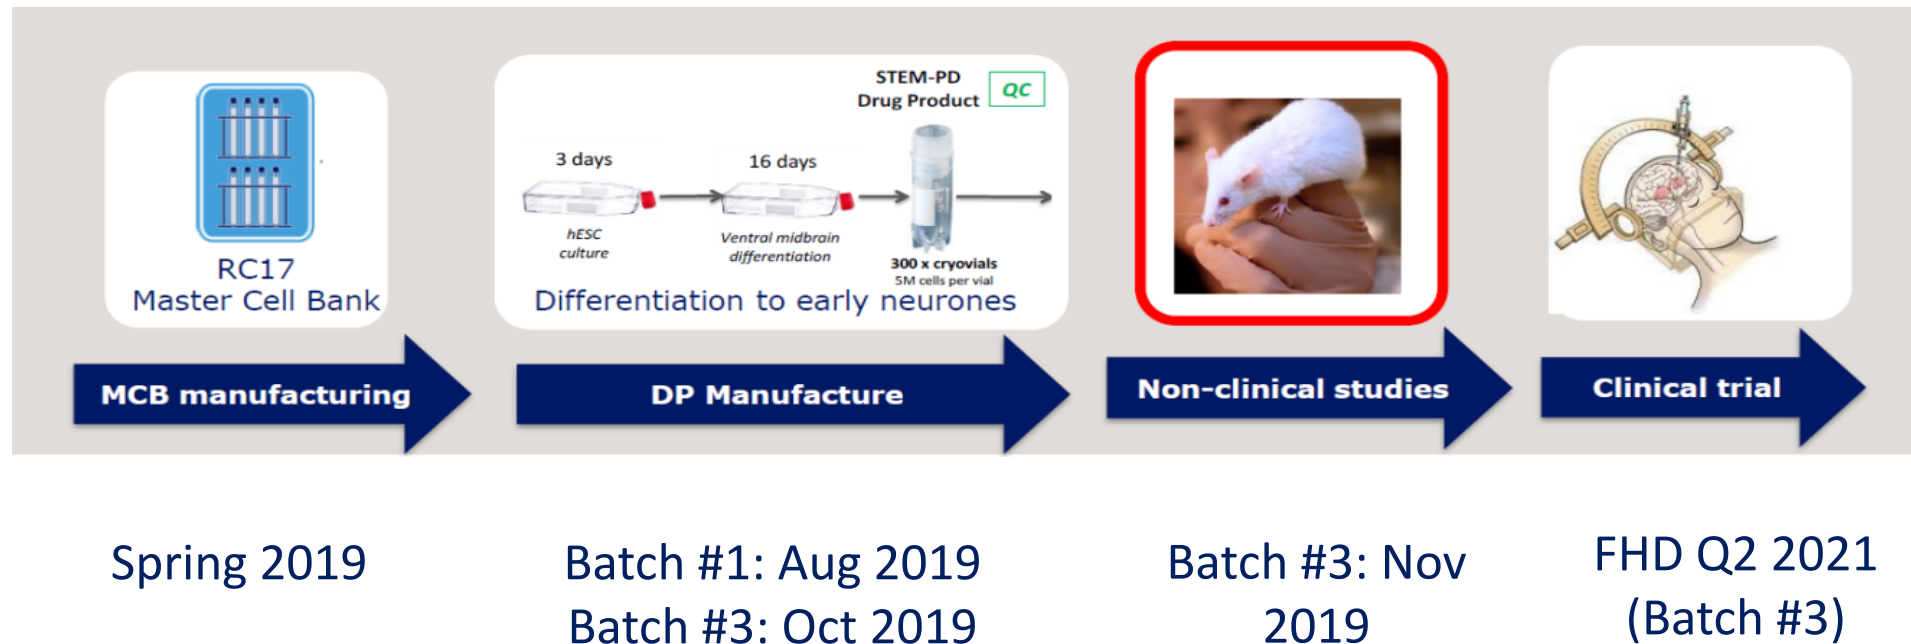 STEM-PD
Drug Product
QC
3 days
16 days
hESC
culture
Ventral midbrain
differentiation
300 x cryovials
5M cells per vial
RC17
Master Cell Bank
Differentiation to early neurones
MCB manufacturing
DP Manufacture
Non-clinical studies
Clinical trial
Spring 2019
Batch #1: Aug 2019
Batch #3: Oct 2019
Batch #3: Nov
2019
FHD Q2 2021
(Batch #3)